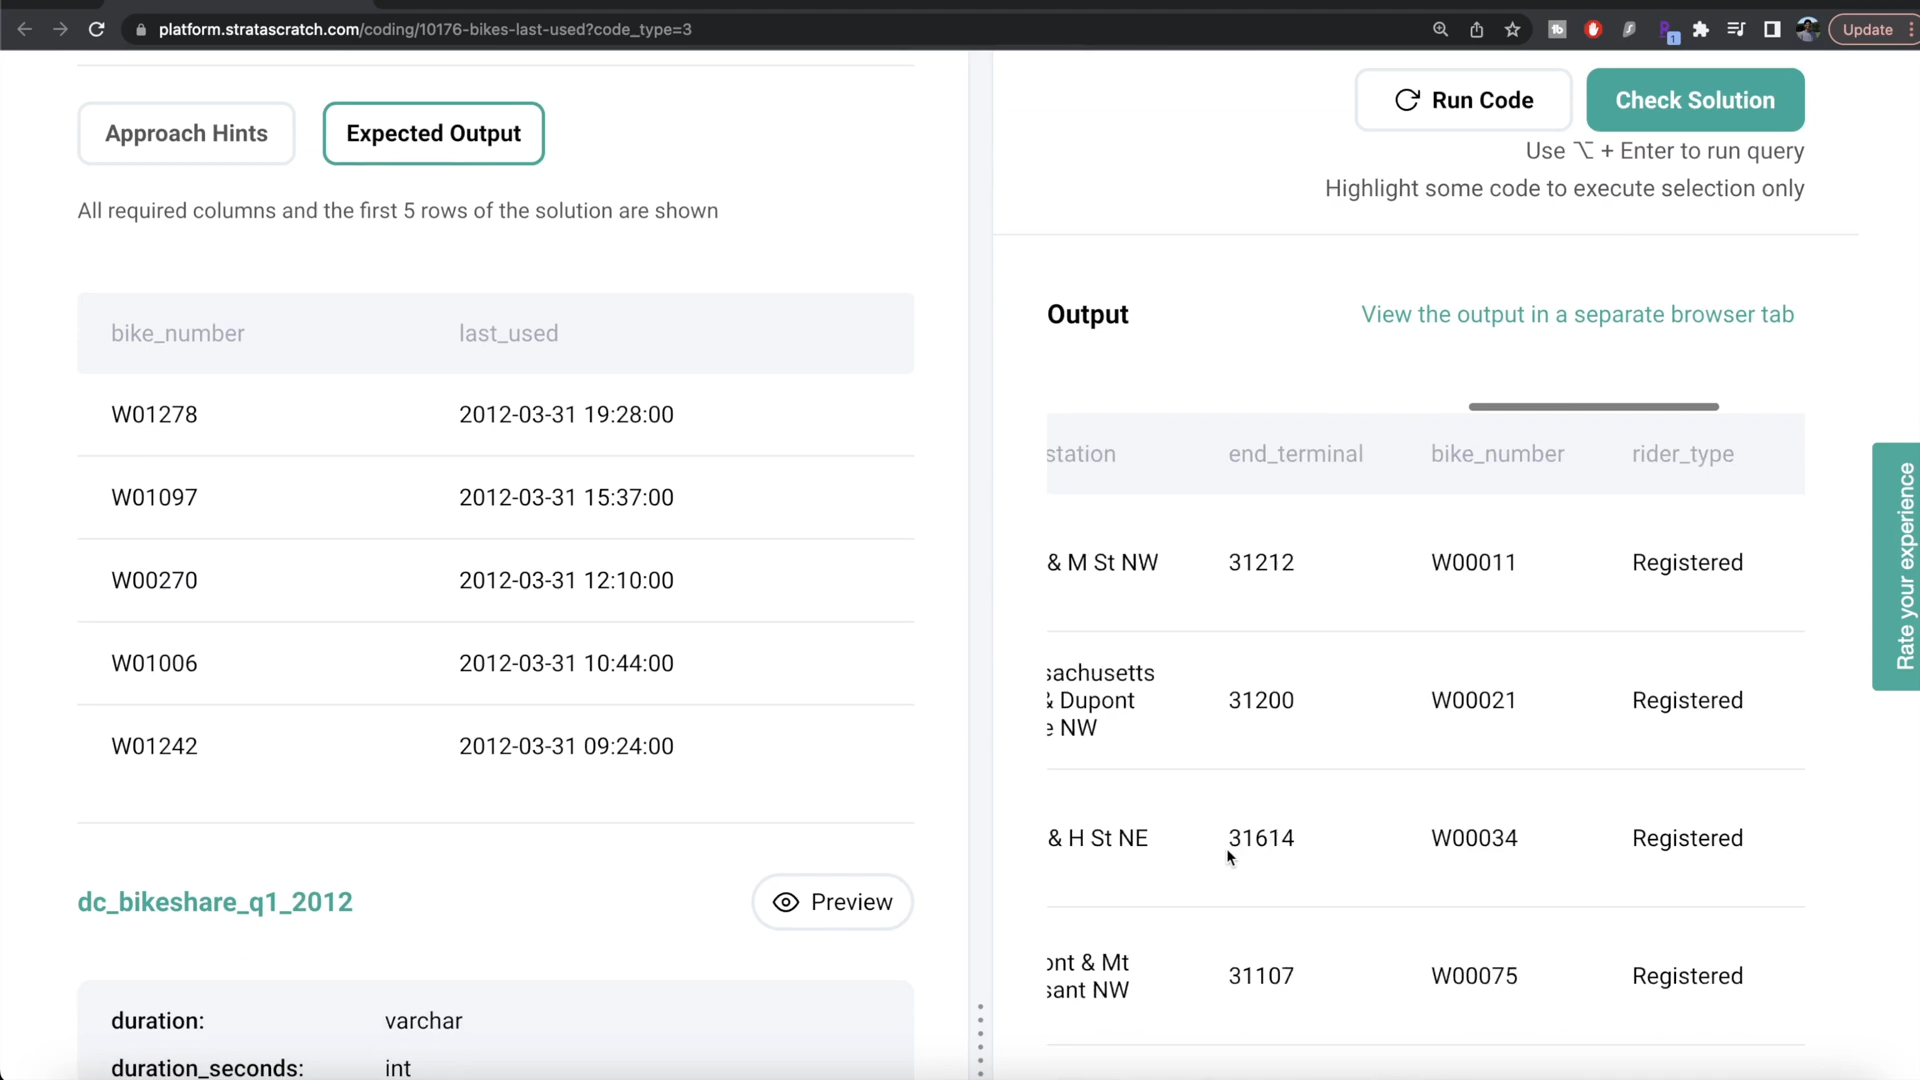 platform.stratascratch.com/coding/10176-bikes-last-used?code_type=3
1
Update
Approach Hints
Expected Output
All required columns and the first 5 rows of the solution are shown
bike_number last_used
W01278 2012-03-31 19:28:00
W01097 2012-03-31 15:37:00
W00270 2012-03-31 12:10:00
W01006 2012-03-31 10:44:00
W01242 2012-03-31 09:24:00
dc_bikeshare_q1_2012
Preview
duration: varchar
duration_seconds: int
Run Code
Check Solution
Use ⌥ + Enter to run query
Highlight some code to execute selection only
Output
View the output in a separate browser tab
station end_terminal bike_number rider_type
& M St NW 31212 W00011 Registered
sachusetts
& Dupont 31200 W00021 Registered
e NW
& H St NE 31614 W00034 Registered
ont & Mt
sant NW 31107 W00075 Registered
Rate your experience